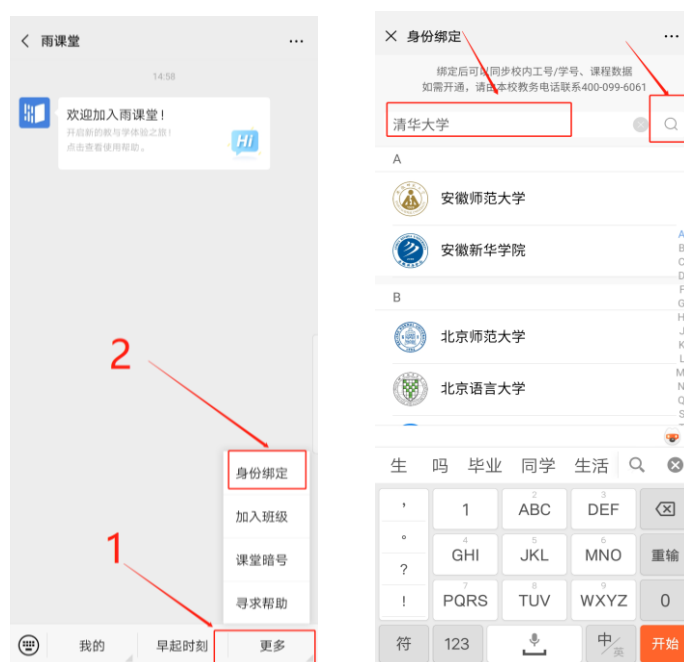 雨课堂
14:58
欢迎加入雨课堂！
开启新的教与学体验之旅！
点击查看使用帮助。
Hi
2
身份绑定
加入班级
1
课堂暗号
寻求帮助
我的
早起时刻
更多
身份绑定
绑定后可以同步校内工号/学号、课程数据
如需开通，请由本校教务电话联系400-099-6061
清华大学
A
安徽师范大学
安徽新华学院
B
北京师范大学
北京语言大学
A
B
C
D
F
G
H
J
K
L
M
N
Q
S
生 吗 毕业 同学 生活
，
1
2
ABC
3
DEF
。
4
GHI
5
JKL
6
MNO
重输
？
！
7
PQRS
8
TUV
9
WXYZ
0
符
123
中/英
开始